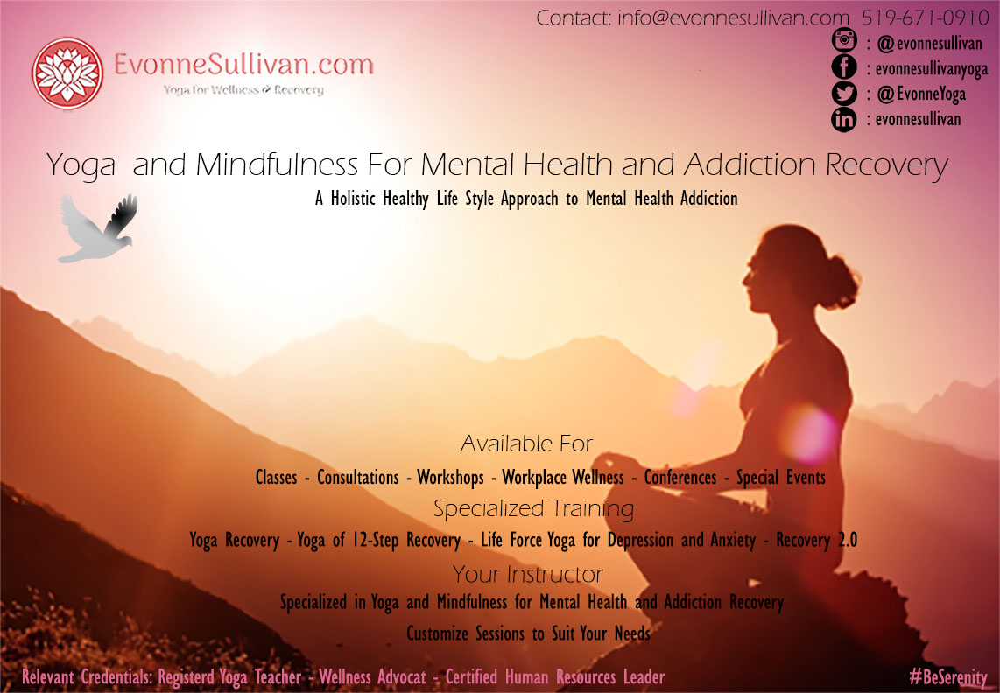 Contact: info@evonnesullivan.com 519-671-0910
: @evonnesullivan
: evonnesullivanyoga
: @EvonneYoga
in : evonnesullivan
EvonneSullivan.com
Yoga for Wellness & Recovery
Yoga and Mindfulness For Mental Health and Addiction Recovery
A Holistic Healthy Life Style Approach to Mental Health Addiction
Available For
Classes - Consultations - Workshops - Workplace Wellness - Conferences - Special Events
Specialized Training
Yoga Recovery - Yoga of 12-Step Recovery - Life Force Yoga for Depression and Anxiety - Recovery 2.0
Your Instructor
Specialized in Yoga and Mindfulness for Mental Health and Addiction Recovery
Customize Sessions to Suit Your Needs
Relevant Credentials: Registerd Yoga Teacher - Wellness Advocat - Certified Human Resources Leader
#BeSerenity